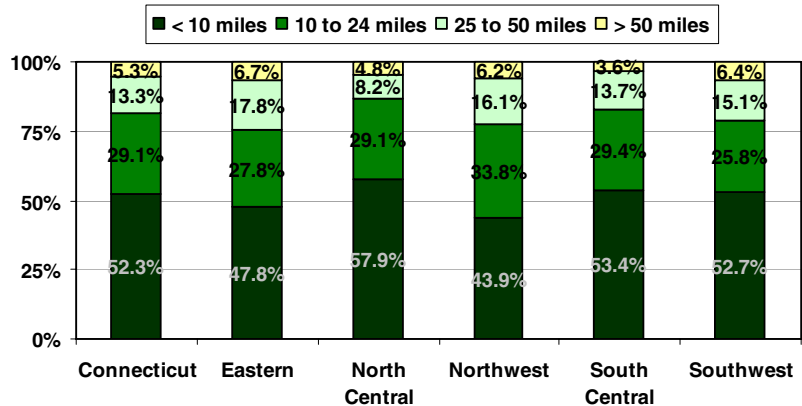 < 10 miles 10 to 24 miles 25 to 50 miles > 50 miles
100%
75%
50%
25%
0%
5.3% 6.7% 4.8% 6.2% 3.6% 6.4%
13.3% 17.8% 8.2% 16.1% 13.7% 15.1%
29.1% 27.8% 29.1% 33.8% 29.4% 25.8%
52.3% 47.8% 57.9% 43.9% 53.4% 52.7%
Connecticut Eastern North Northwest South Southwest
Central Central